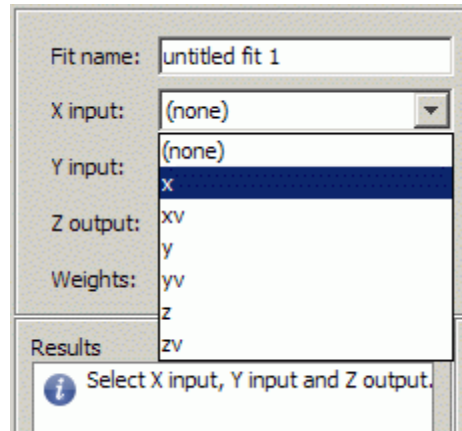 Fit name: untitled fit 1
X input: (none)
(none)
Y input:
x
Z output:
xv
y
Weights:
yv
z
zv
Results
Select X input, Y input and Z output.